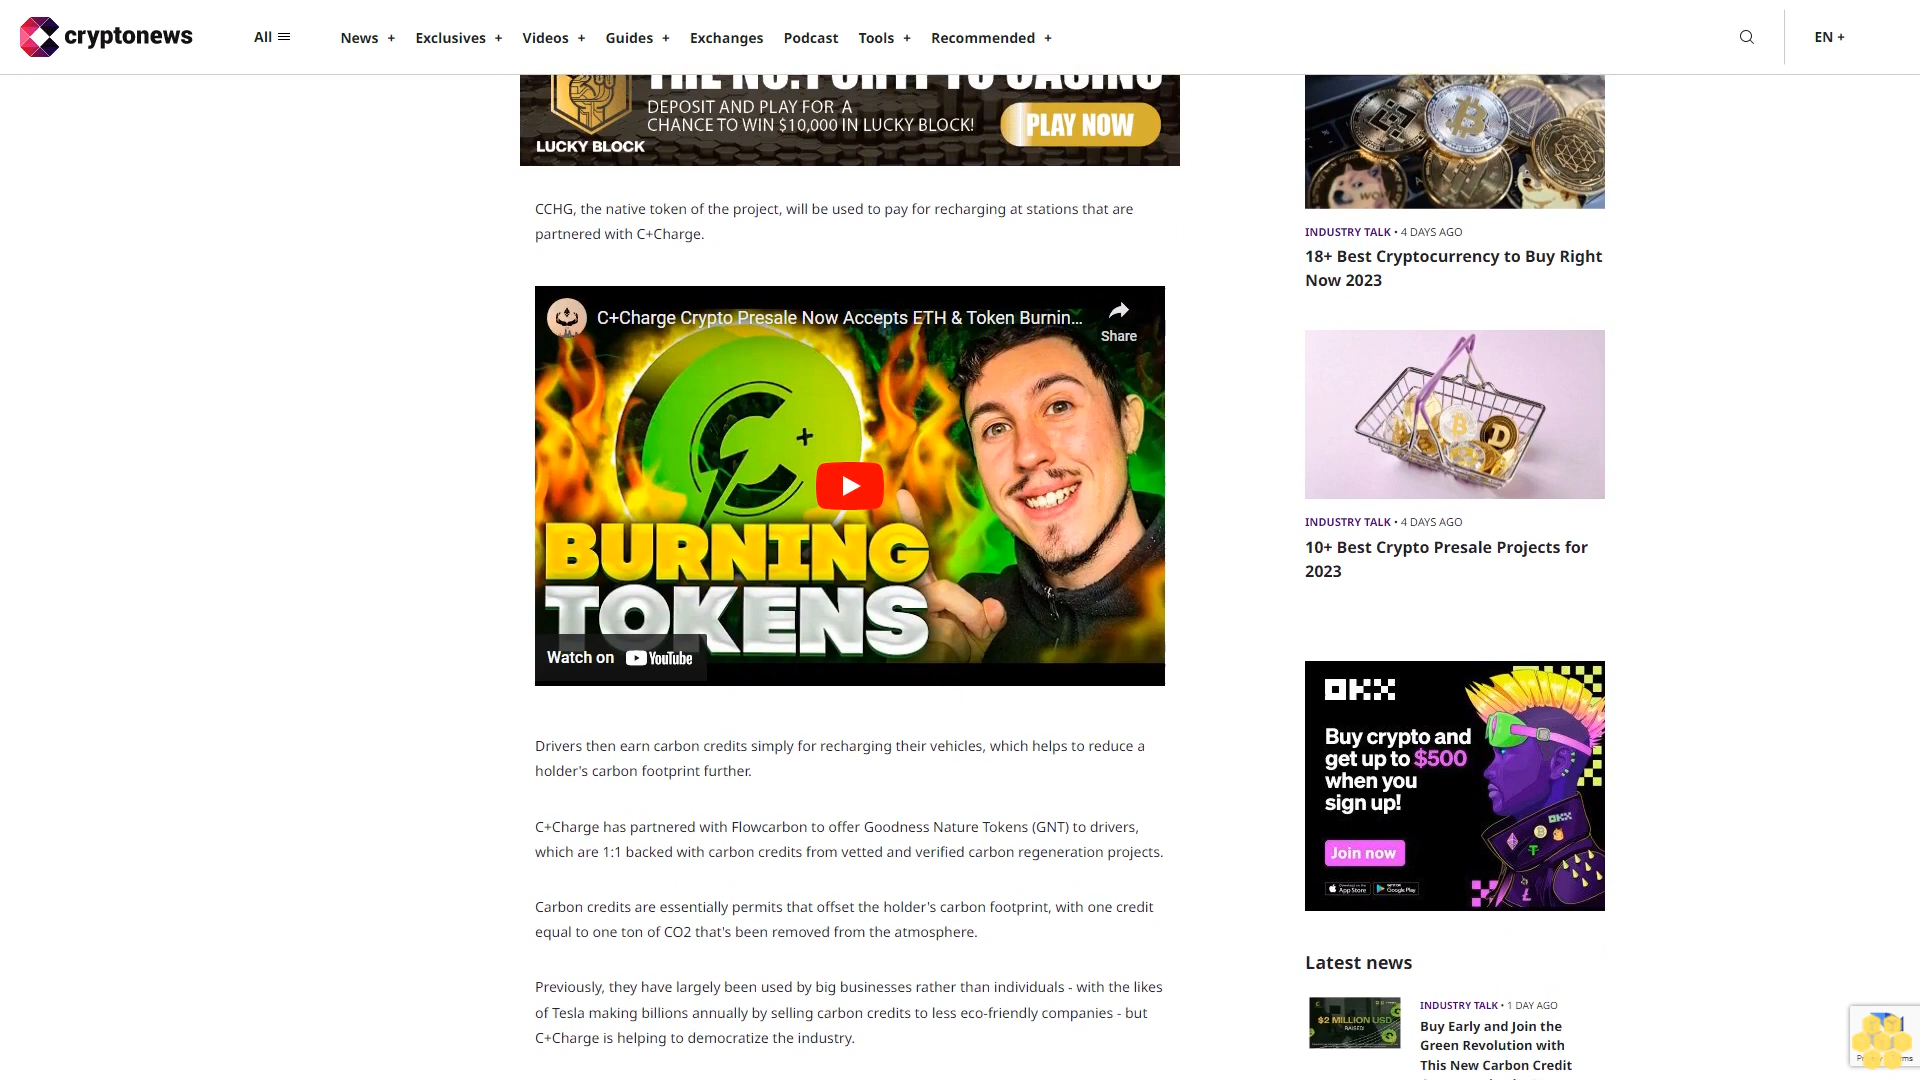 cryptonews
All
News +
Exclusives +
Videos +
Guides +
Exchanges
Podcast
Tools +
Recommended +
EN +
DEPOSIT AND PLAY FOR A
CHANCE TO WIN $10,000 IN LUCKY BLOCK!
PLAY NOW
LUCKY BLOCK
CCHG, the native token of the project, will be used to pay for recharging at stations that are
partnered with C+Charge.
C+Charge Crypto Presale Now Accepts ETH & Token Burnin...
Share
BURNING
TOKENS
Watch on YouTube
Drivers then earn carbon credits simply for recharging their vehicles, which helps to reduce a
holder's carbon footprint further.
C+Charge has partnered with Flowcarbon to offer Goodness Nature Tokens (GNT) to drivers,
which are 1:1 backed with carbon credits from vetted and verified carbon regeneration projects.
Carbon credits are essentially permits that offset the holder's carbon footprint, with one credit
equal to one ton of CO2 that's been removed from the atmosphere.
Previously, they have largely been used by big businesses rather than individuals - with the likes
of Tesla making billions annually by selling carbon credits to less eco-friendly companies - but
C+Charge is helping to democratize the industry.
INDUSTRY TALK • 4 DAYS AGO
18+ Best Cryptocurrency to Buy Right
Now 2023
INDUSTRY TALK • 4 DAYS AGO
10+ Best Crypto Presale Projects for
2023
OKX
Buy crypto and
get up to $500
when you
sign up!
Join now
App Store
Google Play
Latest news
$2 MILLION USD
RAISED
INDUSTRY TALK • 1 DAY AGO
Buy Early and Join the
Green Revolution with
This New Carbon Credit